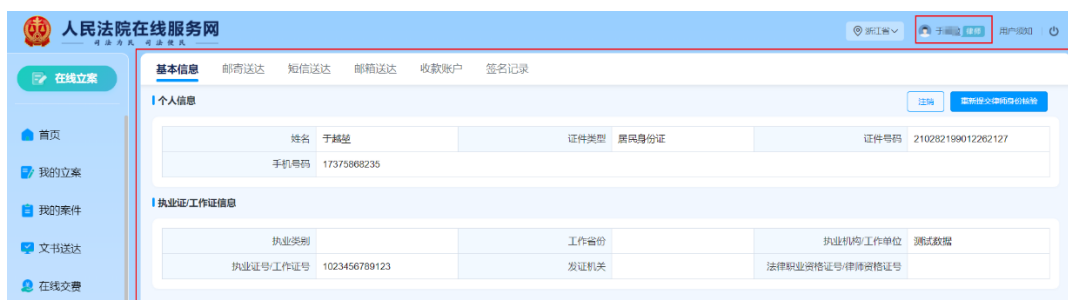 人民法院在线服务网
司法为民 司法便民
浙江省
于 律师
用户须知
在线立案
首页
我的立案
我的案件
文书送达
在线交费
基本信息 邮寄送达 短信送达 邮箱送达 收款账户 签名记录
个人信息 注销 重新提交律师身份核验
姓名 于越堃 证件类型 居民身份证 证件号码 210282199012262127
手机号码 17375868235
执业证/工作证信息
执业类别 工作省份 执业机构/工作单位 测试数据
执业证号/工作证号 1023456789123 发证机关 法律职业资格证号/律师资格证号